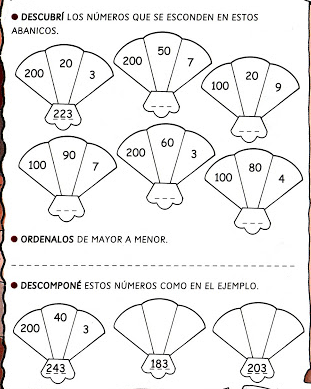 ● DESCUBRÍ LOS NÚMEROS QUE SE ESCONDEN EN ESTOS
ABANICOS.
200 20 3
223
200 50 7
100 20 9
100 90 7
200 60 3
100 80 4
● ORDENALOS DE MAYOR A MENOR.
● DESCOMPONÉ ESTOS NÚMEROS COMO EN EL EJEMPLO.
200 40 3
243
183
203